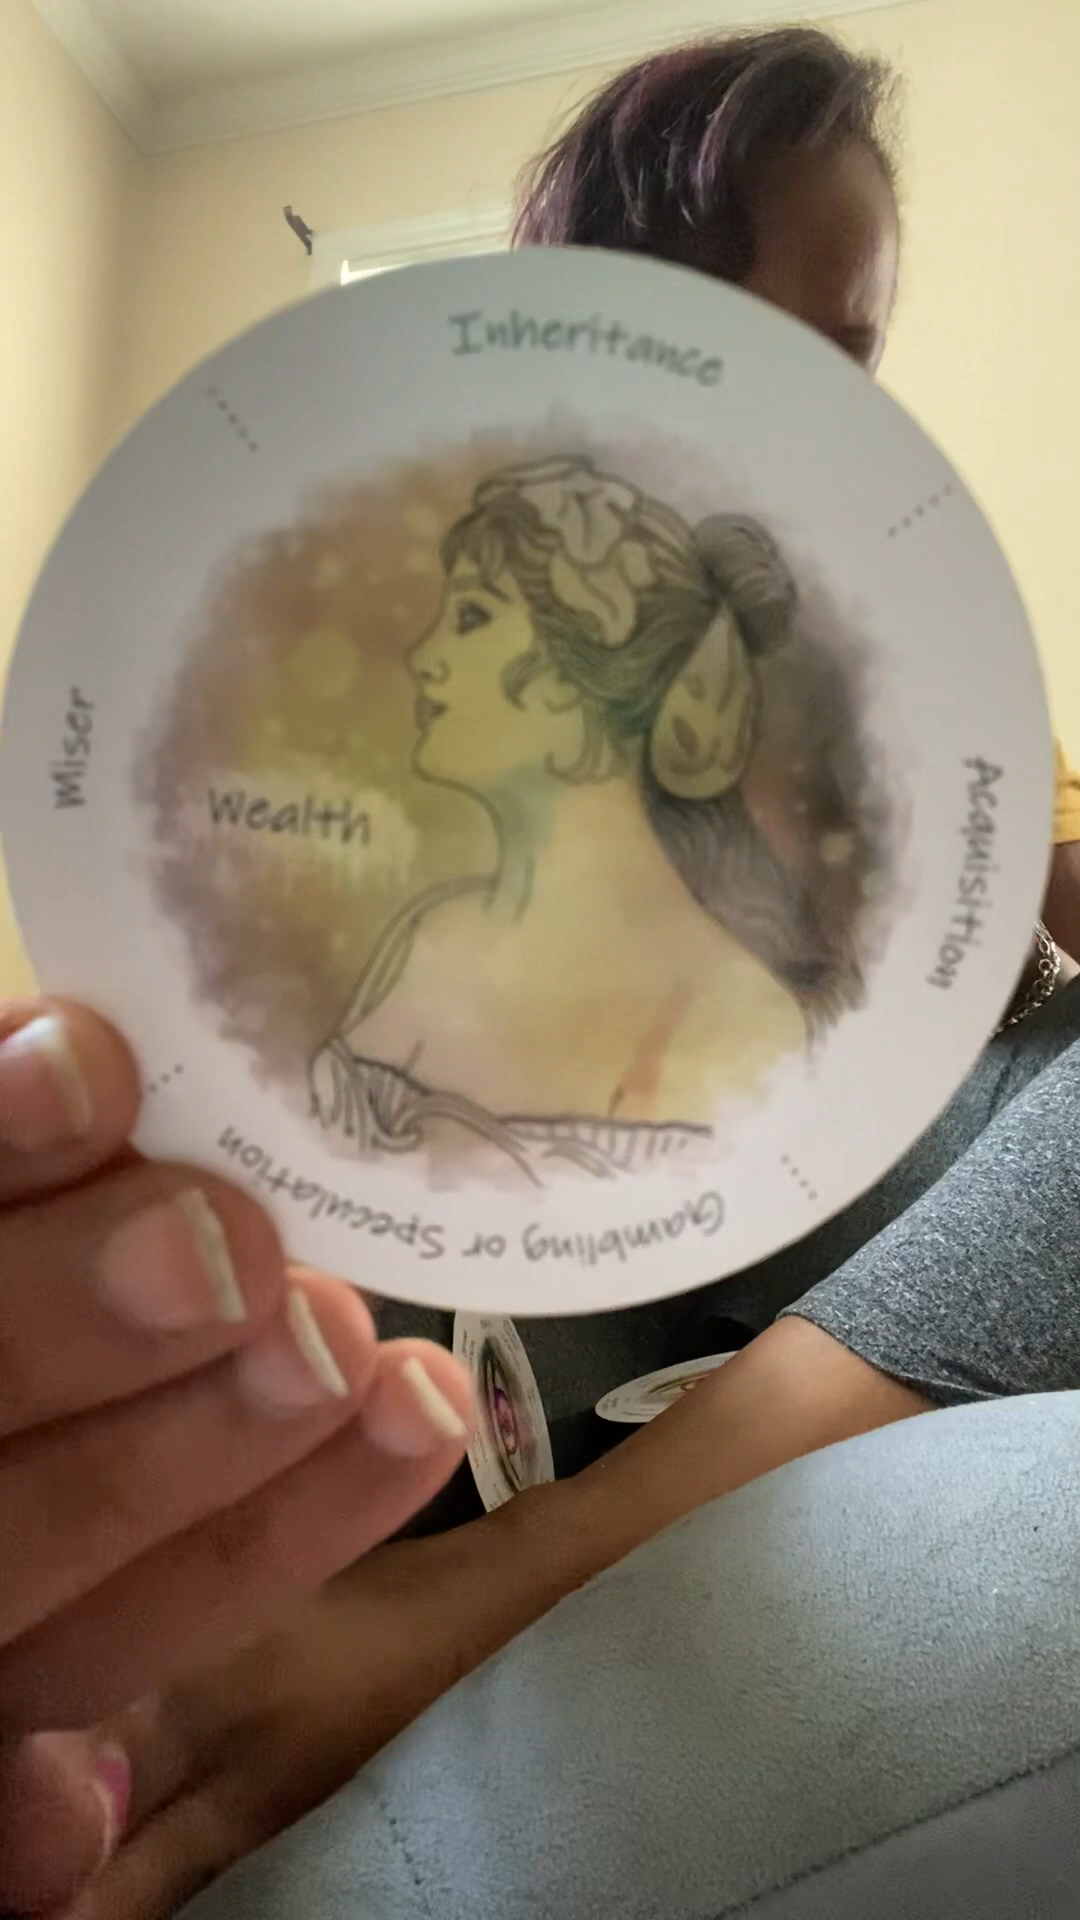 Inheritance
Acquisition
Gambling or Speculation
Miser
Wealth